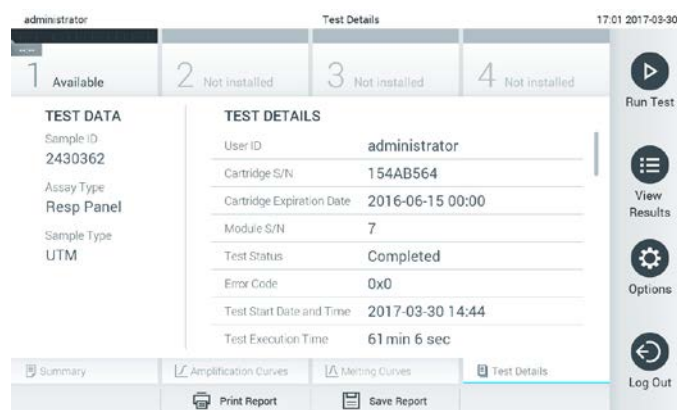 administrator Test Details 17:01 2017-03-30
1 Available 2 Not installed 3 Not installed 4 Not installed
Run Test
TEST DATA
Sample ID
2430362
Assay Type
Resp Panel
Sample Type
UTM
TEST DETAILS
User ID administrator
Cartridge S/N 154AB564
Cartridge Expiration Date 2016-06-15 00:00
Module S/N 7
Test Status Completed
Error Code 0x0
Test Start Date and Time 2017-03-30 14:44
Test Execution Time 61 min 6 sec
View
Results
Options
Log Out
Summary Amplification Curves Melting Curves Test Details
Print Report Save Report